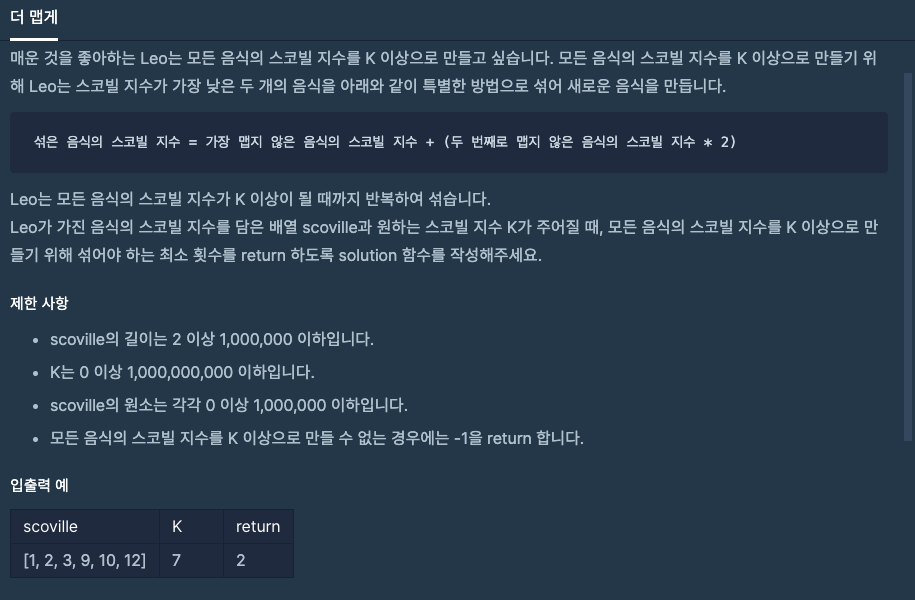 더 맵게
매운 것을 좋아하는 Leo는 모든 음식의 스코빌 지수를 K 이상으로 만들고 싶습니다. 모든 음식의 스코빌 지수를 K 이상으로 만들기 위
해 Leo는 스코빌 지수가 가장 낮은 두 개의 음식을 아래와 같이 특별한 방법으로 섞어 새로운 음식을 만듭니다.
섞은 음식의 스코빌 지수 = 가장 맵지 않은 음식의 스코빌 지수 + (두 번째로 맵지 않은 음식의 스코빌 지수 * 2)
Leo는 모든 음식의 스코빌 지수가 K 이상이 될 때까지 반복하여 섞습니다.
Leo가 가진 음식의 스코빌 지수를 담은 배열 scoville과 원하는 스코빌 지수 K가 주어질 때, 모든 음식의 스코빌 지수를 K 이상으로 만
들기 위해 섞어야 하는 최소 횟수를 return 하도록 solution 함수를 작성해주세요.
제한 사항
• scoville의 길이는 2 이상 1,000,000 이하입니다.
• K는 0 이상 1,000,000,000 이하입니다.
• scoville의 원소는 각각 0 이상 1,000,000 이하입니다.
• 모든 음식의 스코빌 지수를 K 이상으로 만들 수 없는 경우에는 -1을 return 합니다.
입출력 예
scoville K return
[1, 2, 3, 9, 10, 12] 7 2